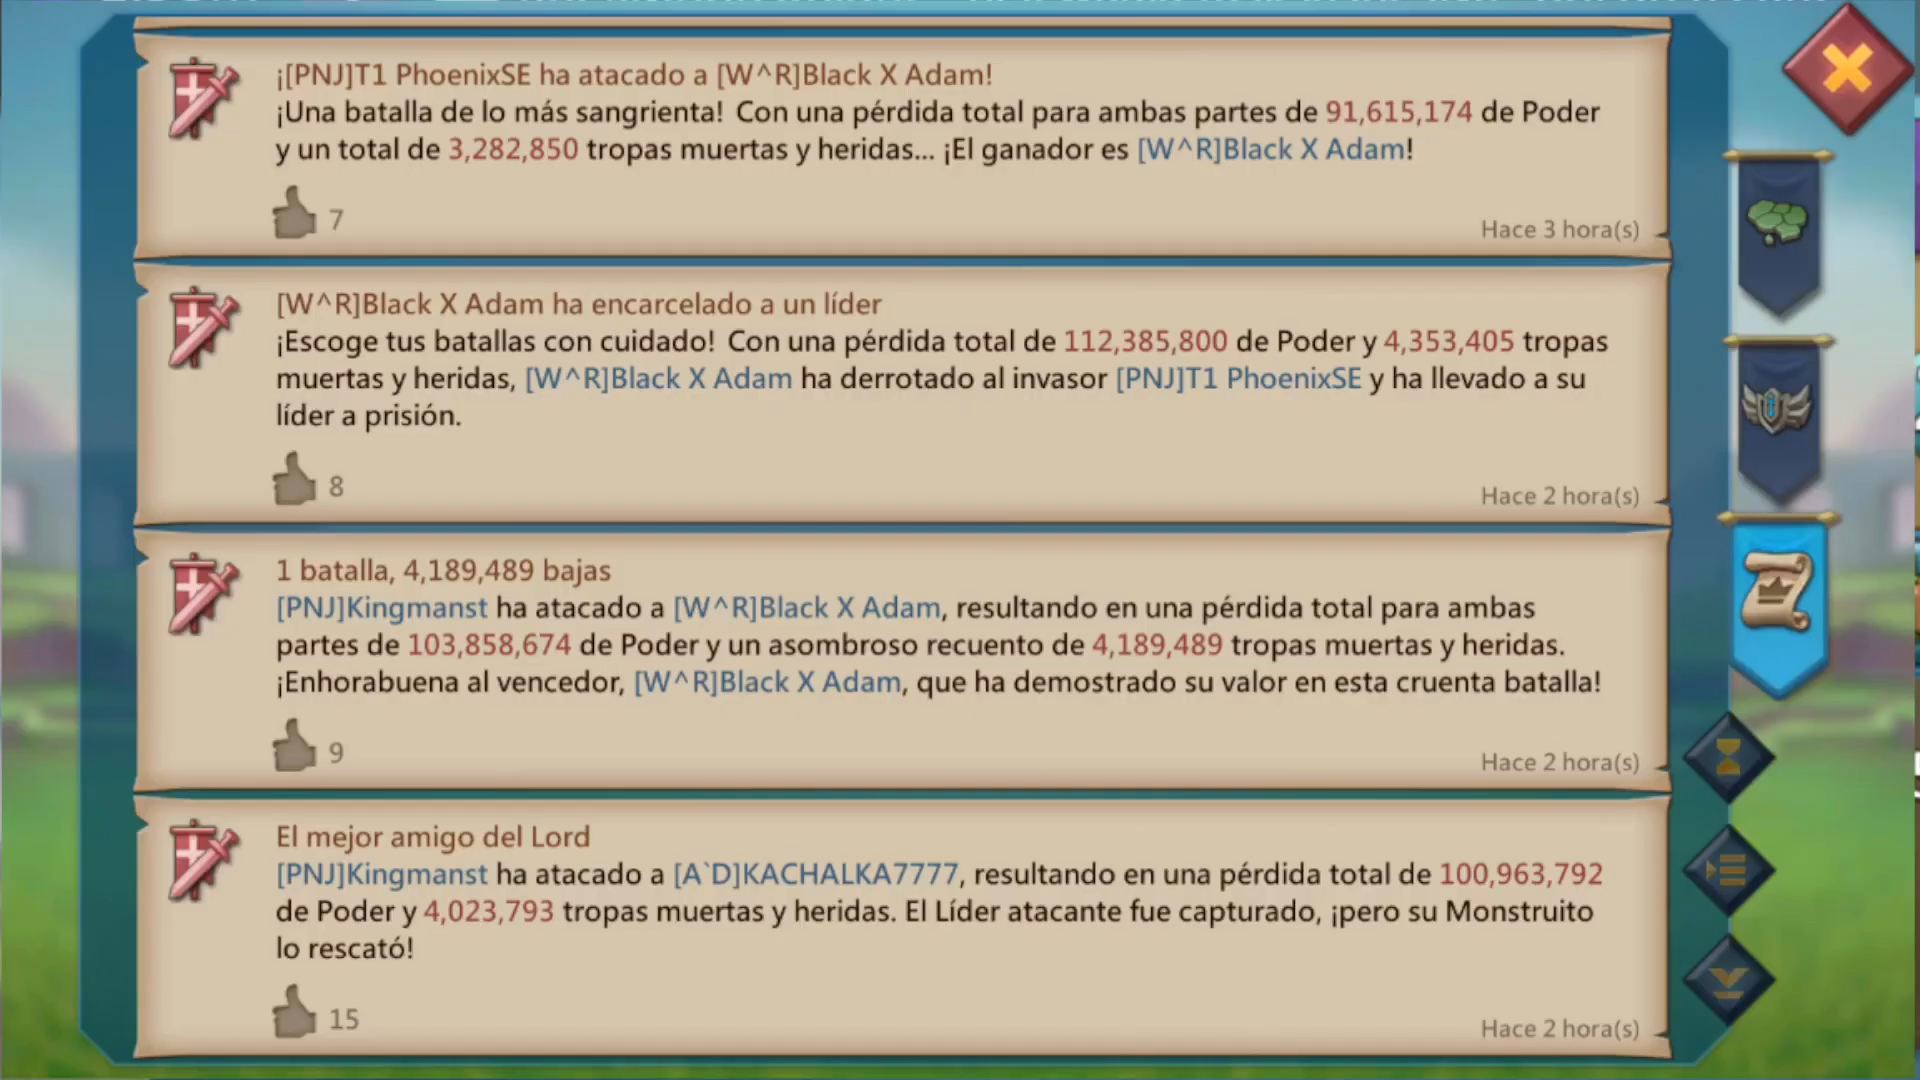 ¡[PNJ]T1 PhoenixSE ha atacado a [W^R]Black X Adam!
¡Una batalla de lo más sangrienta! Con una pérdida total para ambas partes de 91,615,174 de Poder
y un total de 3,282,850 tropas muertas y heridas... ¡El ganador es [W^R]Black X Adam!
7
Hace 3 hora(s)
[W^R]Black X Adam ha encarcelado a un líder
¡Escoge tus batallas con cuidado! Con una pérdida total de 112,385,800 de Poder y 4,353,405 tropas
muertas y heridas, [W^R]Black X Adam ha derrotado al invasor [PNJ]T1 PhoenixSE y ha llevado a su
líder a prisión.
8
Hace 2 hora(s)
1 batalla, 4,189,489 bajas
[PNJ]Kingmanst ha atacado a [W^R]Black X Adam, resultando en una pérdida total para ambas
partes de 103,858,674 de Poder y un asombroso recuento de 4,189,489 tropas muertas y heridas.
¡Enhorabuena al vencedor, [W^R]Black X Adam, que ha demostrado su valor en esta cruenta batalla!
9
Hace 2 hora(s)
El mejor amigo del Lord
[PNJ]Kingmanst ha atacado a [A`D]KACHALKA7777, resultando en una pérdida total de 100,963,792
de Poder y 4,023,793 tropas muertas y heridas. El Líder atacante fue capturado, ¡pero su Monstruito
lo rescató!
15
Hace 2 hora(s)